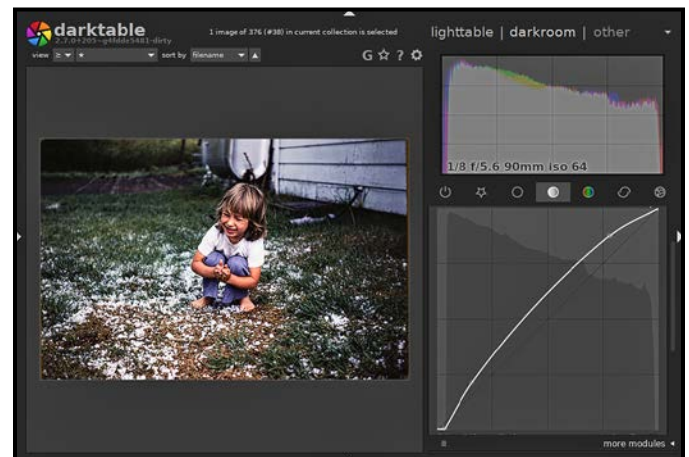 darktable
2.7.0+205~g4fddc5481-dirty
1 image of 376 (#38) in current collection is selected
lighttable | darkroom | other
view ≥ * sort by filename
G ☆ ?
1/8 f/5.6 90mm iso 64
more modules